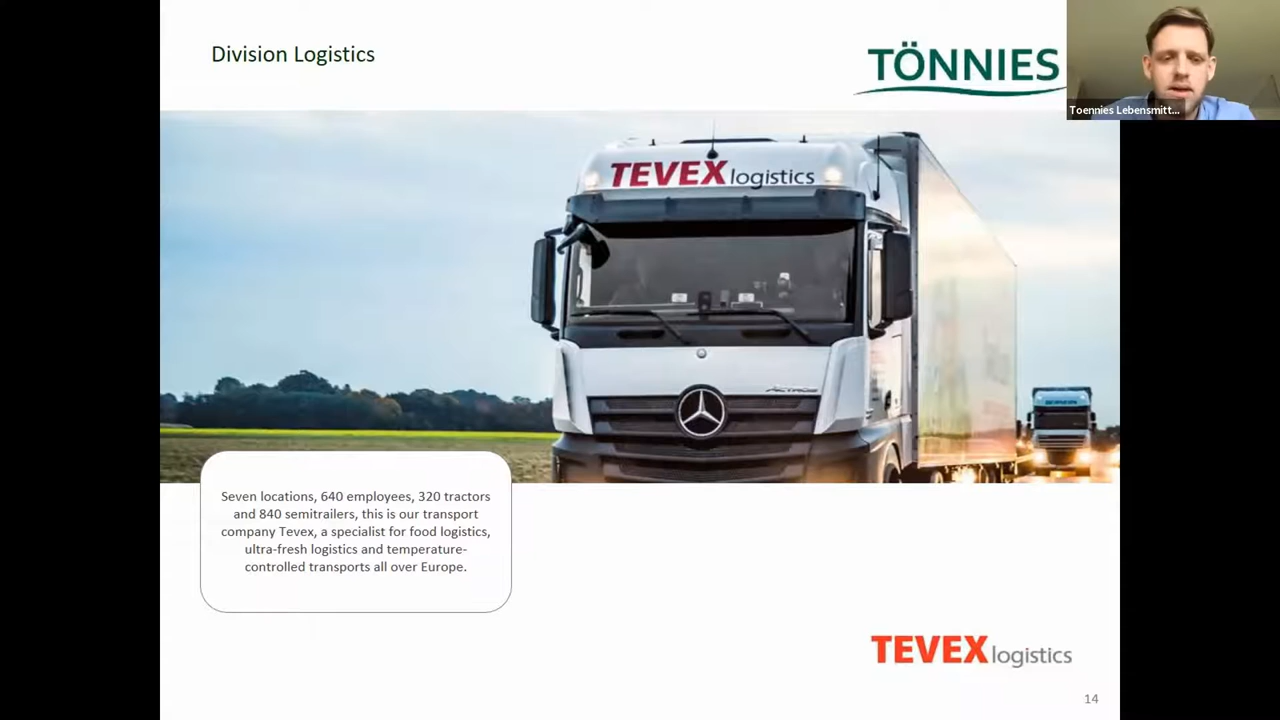 Division Logistics
TÖNNIES
Toennies Lebensmitt...
TEVEX logistics
ACTROS
Seven locations, 640 employees, 320 tractors
and 840 semitrailers, this is our transport
company Tevex, a specialist for food logistics,
ultra-fresh logistics and temperature-
controlled transports all over Europe.
TEVEX logistics
14